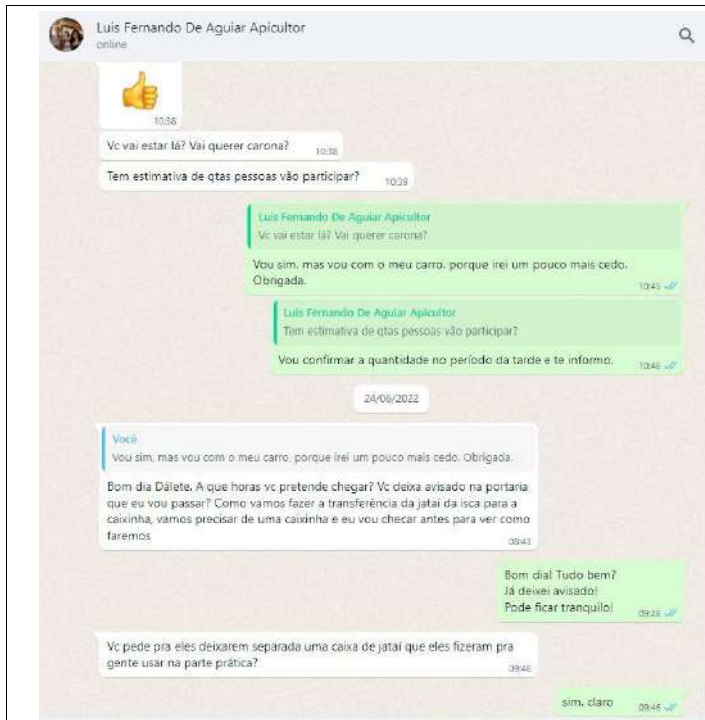 Luis Fernando De Aguiar Apicultor
online
10:38
Vc vai estar lá? Vai querer carona?
10:38
Tem estimativa de qtas pessoas vão participar?
10:39
Luis Fernando De Aguiar Apicultor
Vc vai estar lá? Vai querer carona?
Vou sim, mas vou com o meu carro, porque irei um pouco mais cedo.
Obrigada.
10:45
Luis Fernando De Aguiar Apicultor
Tem estimativa de qtas pessoas vão participar?
Vou confirmar a quantidade no período da tarde e te informo.
10:46
24/06/2022
Você
Vou sim, mas vou com o meu carro, porque irei um pouco mais cedo. Obrigada.
Bom dia Dálete. A que horas vc pretende chegar? Vc deixa avisado na portaria
que eu vou passar? Como vamos fazer a transferência da jataí da isca para a
caixinha, vamos precisar de uma caixinha e eu vou checar antes para ver como
faremos
08:43
Bom dia! Tudo bem?
Já deixei avisado!
Pode ficar tranquilo!
09:28
Vc pede pra eles deixarem separada uma caixa de jataí que eles fizeram pra
gente usar na parte prática?
09:46
sim, claro
09:46